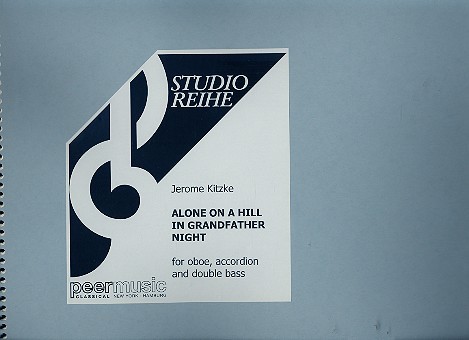 STUDIO
REIHE
Jerome Kitzke
ALONE ON A HILL
IN GRANDFATHER
NIGHT
for oboe, accordion
and double bass
peermusic
CLASSICAL NEW YORK · HAMBURG